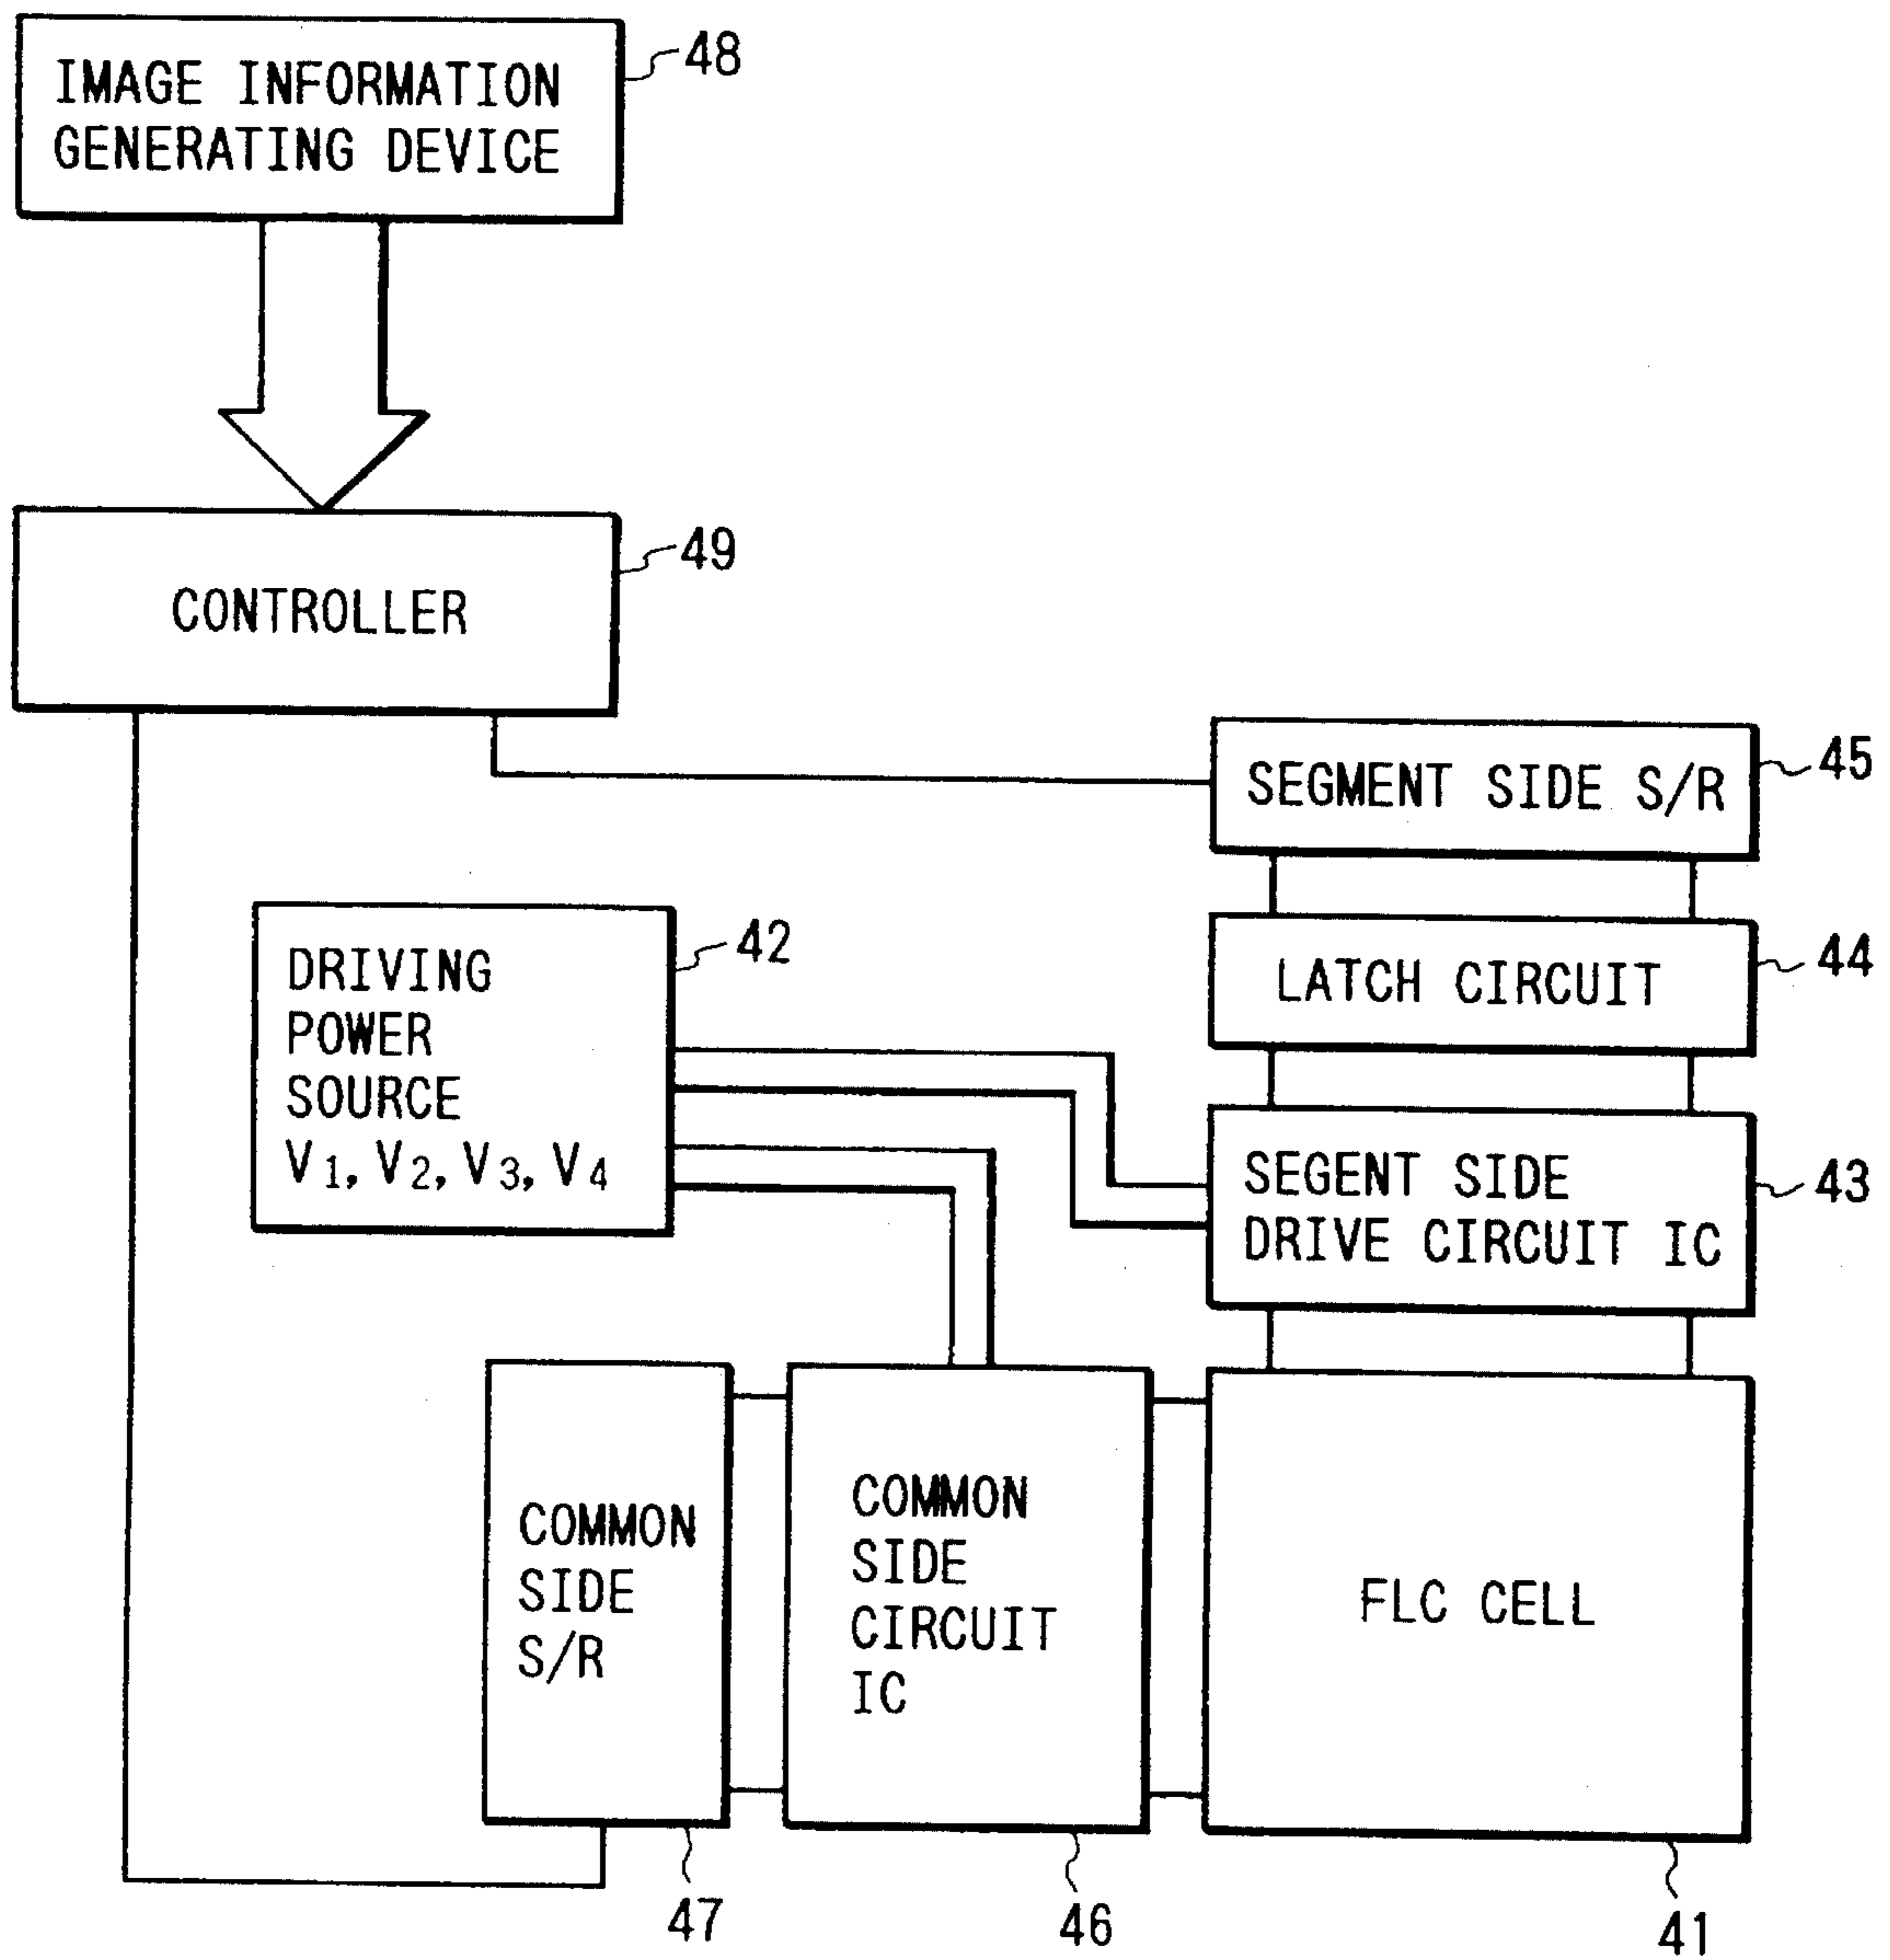 IMAGE INFORMATION
GENERATING DEVICE
48
CONTROLLER
49
SEGMENT SIDE S/R
45
DRIVING
POWER
SOURCE
V1, V2, V3, V4
42
LATCH CIRCUIT
44
SEGENT SIDE
DRIVE CIRCUIT IC
43
COMMON
SIDE
S/R
47
COMMON
SIDE
CIRCUIT
IC
46
FLC CELL
41